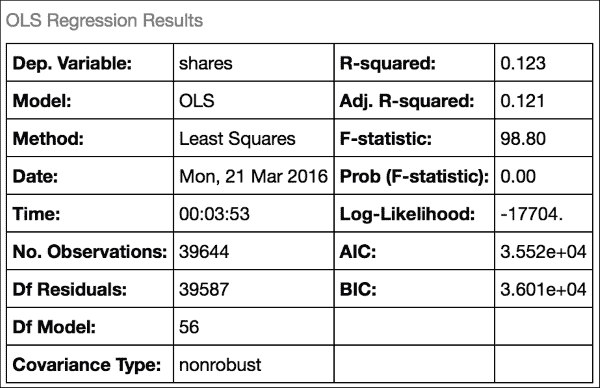 OLS Regression Results
Dep. Variable: shares R-squared: 0.123
Model: OLS Adj. R-squared: 0.121
Method: Least Squares F-statistic: 98.80
Date: Mon, 21 Mar 2016 Prob (F-statistic): 0.00
Time: 00:03:53 Log-Likelihood: -17704.
No. Observations: 39644 AIC: 3.552e+04
Df Residuals: 39587 BIC: 3.601e+04
Df Model: 56
Covariance Type: nonrobust